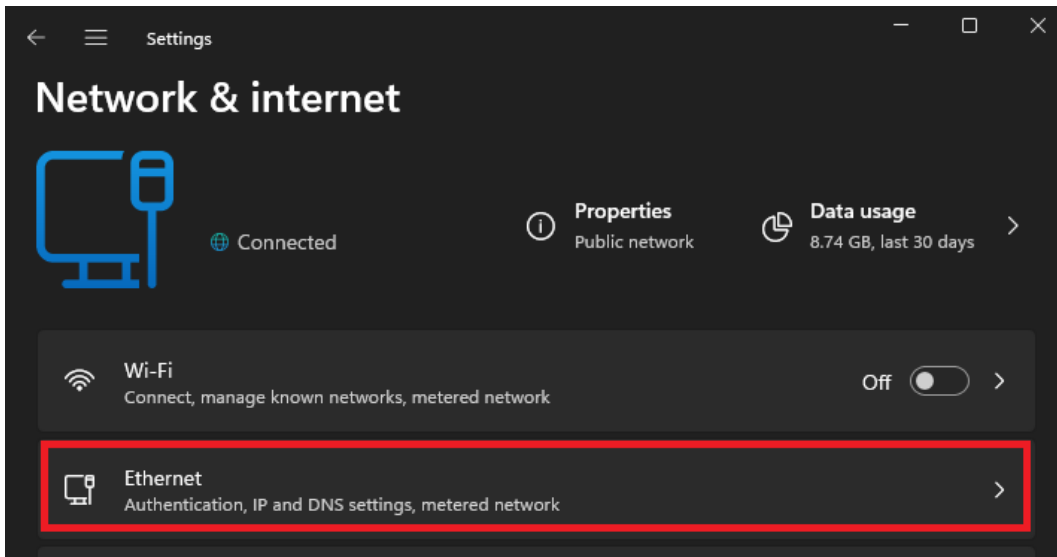 Settings
Network & internet
Connected
Properties
Public network
Data usage
8.74 GB, last 30 days
Wi-Fi
Connect, manage known networks, metered network
Off
Ethernet
Authentication, IP and DNS settings, metered network